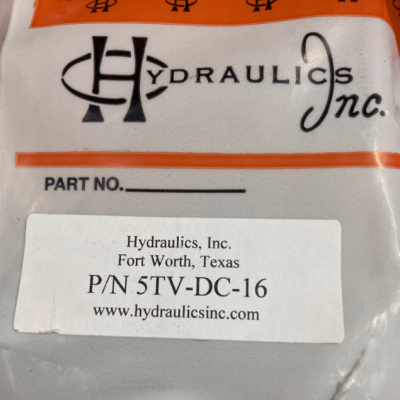 HYDRAULICS Inc.
PART NO.
Hydraulics, Inc.
Fort Worth, Texas
P/N 5TV-DC-16
www.hydraulicsinc.com